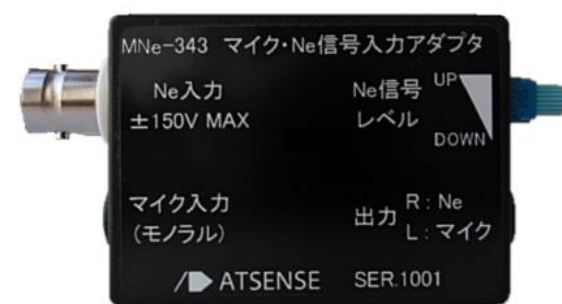 MNe-343 マイク・Ne信号入力アダプタ
Ne入力
±150V MAX
Ne信号
レベル
UP
DOWN
マイク入力
(モノラル)
出力
R : Ne
L : マイク
ATSENSE
SER.1001